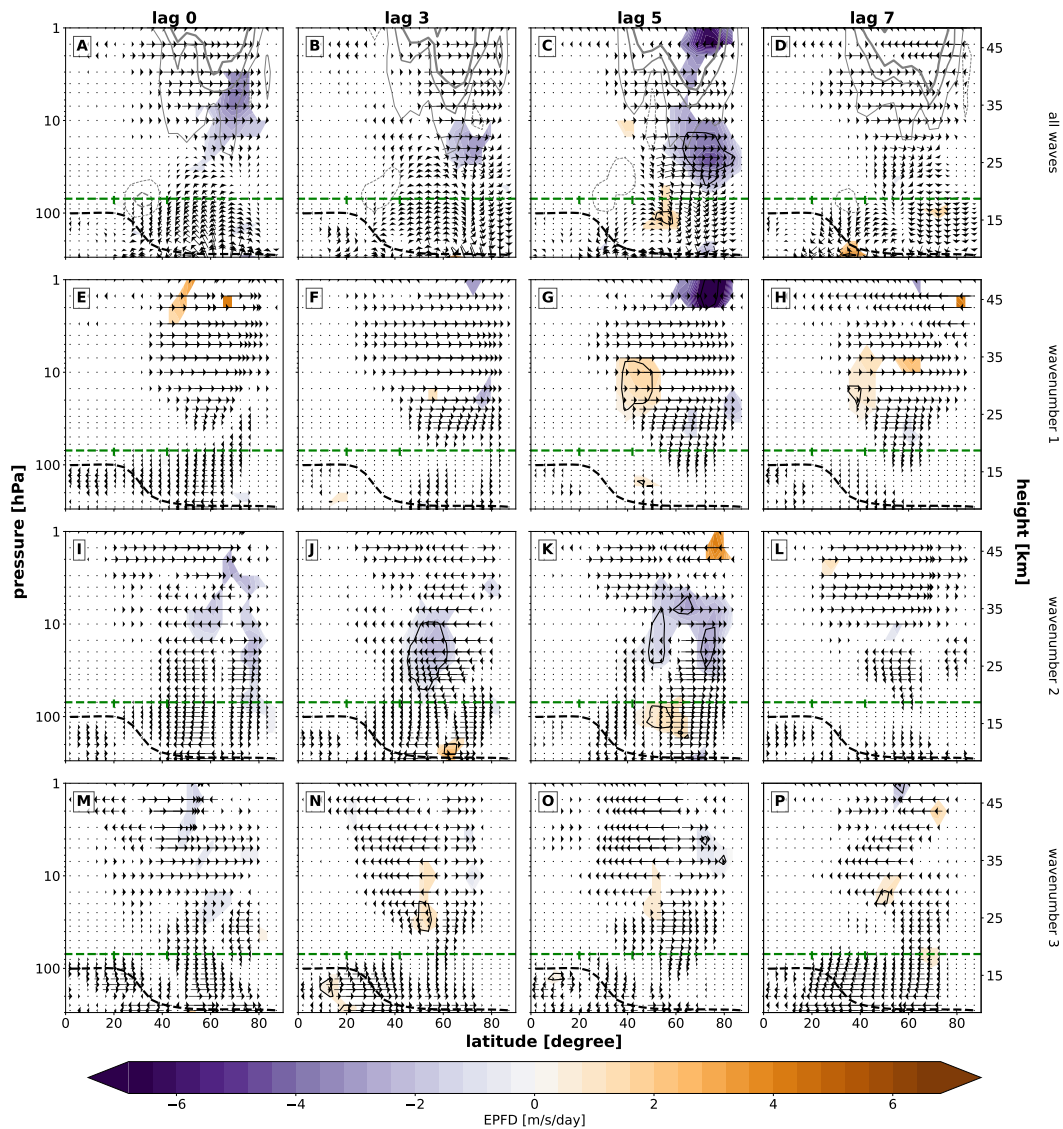 lag 0 lag 3 lag 5 lag 7
1 A B C D 45
10 35
25
100 15
all waves
1 E F G H 45
10 35
25
100 15
wavenumber 1
pressure [hPa]
height [km]
1 I J K L 45
10 35
25
100 15
wavenumber 2
1 M N O P 45
10 35
25
100 15
wavenumber 3
0 20 40 60 80 0 20 40 60 80 0 20 40 60 80 0 20 40 60 80
latitude [degree]
−6 −4 −2 0 2 4 6
EPFD [m/s/day]